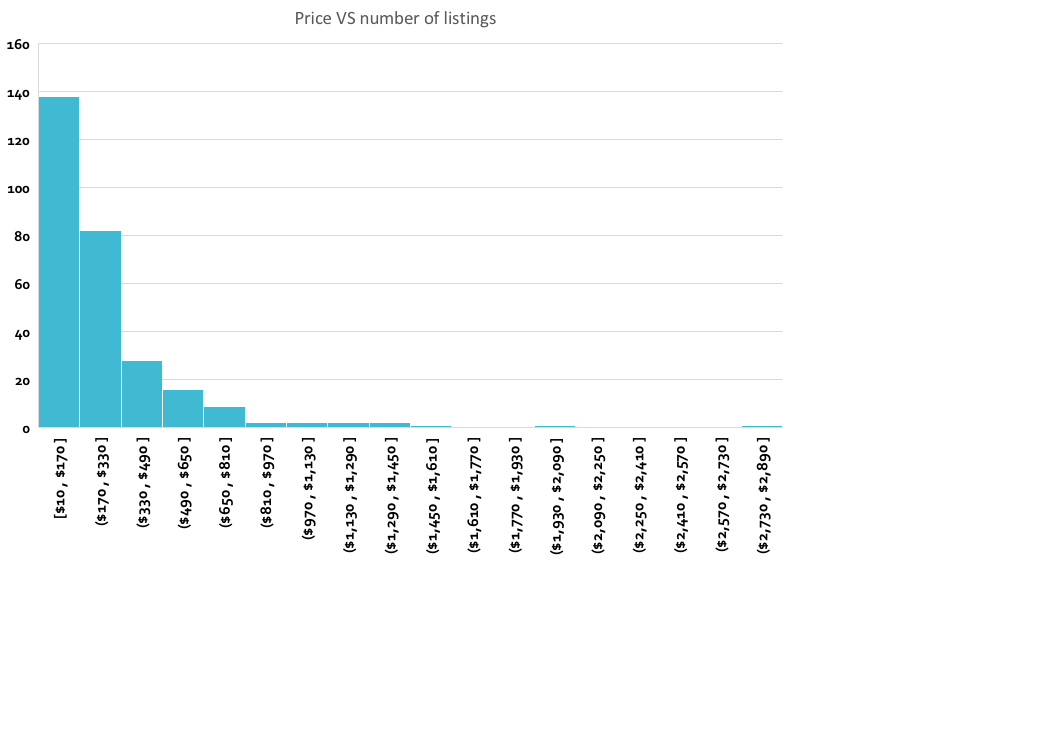 Price VS number of listings
160
140
120
100
80
60
40
20
0
[$10 , $170 ]
($170 , $330 ]
($330 , $490 ]
($490 , $650 ]
($650 , $810 ]
($810 , $970 ]
($970 , $1,130 ]
($1,130 , $1,290 ]
($1,290 , $1,450 ]
($1,450 , $1,610 ]
($1,610 , $1,770 ]
($1,770 , $1,930 ]
($1,930 , $2,090 ]
($2,090 , $2,250 ]
($2,250 , $2,410 ]
($2,410 , $2,570 ]
($2,570 , $2,730 ]
($2,730 , $2,890 ]